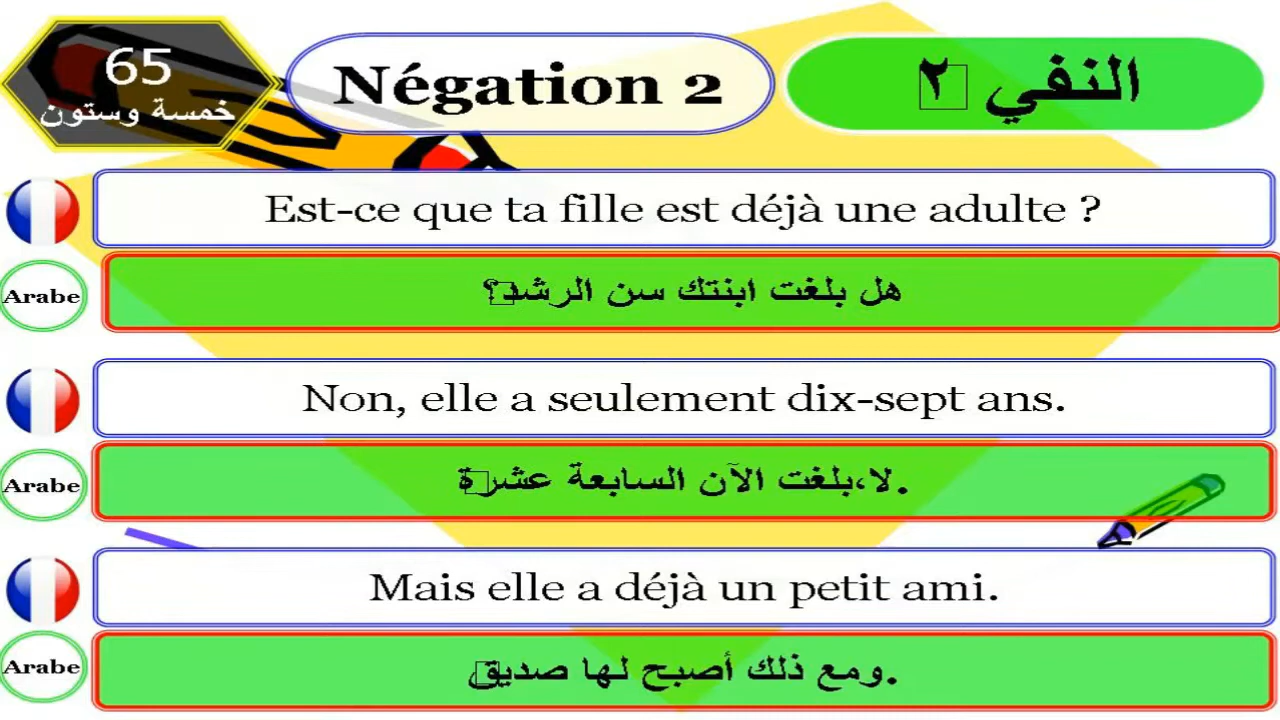 65
خمسة وستون
Négation 2
النفي ٢
Est-ce que ta fille est déjà une adulte ?
Arabe
هل بلغت ابنتك سن الرشد؟
Non, elle a seulement dix-sept ans.
Arabe
لا،بلغت الآن السابعة عشرة.
Mais elle a déjà un petit ami.
Arabe
ومع ذلك أصبح لها صديق.